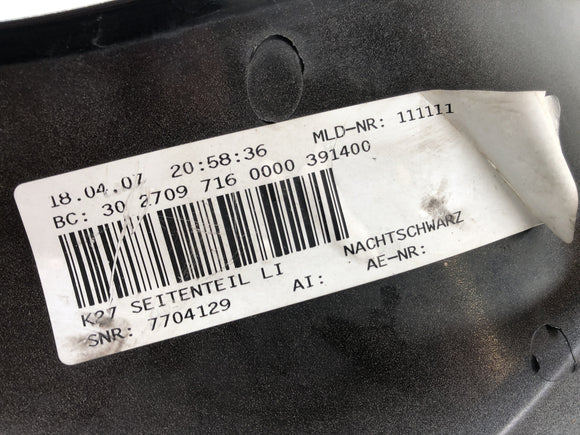 18.04.07 20:58:36 MLD-NR: 111111
BC: 30 2709 716 0000 391400
K27 SEITENTEIL LI NACHTSCHWARZ
SNR: 7704129 AI: AE-NR: